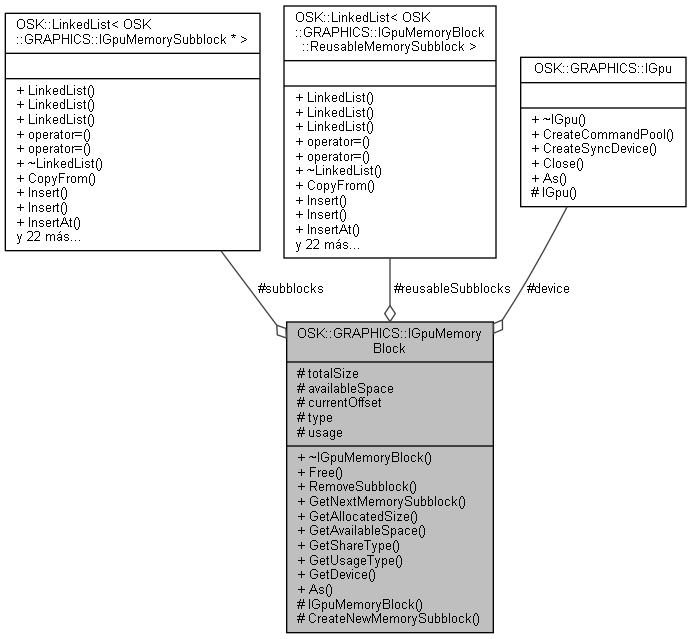 OSK::LinkedList< OSK
::GRAPHICS::IGpuMemorySubblock * >
+ LinkedList()
+ LinkedList()
+ LinkedList()
+ operator=()
+ operator=()
+ ~LinkedList()
+ CopyFrom()
+ Insert()
+ Insert()
+ InsertAt()
y 22 más...
OSK::LinkedList< OSK
::GRAPHICS::IGpuMemoryBlock
::ReusableMemorySubblock >
+ LinkedList()
+ LinkedList()
+ LinkedList()
+ operator=()
+ operator=()
+ ~LinkedList()
+ CopyFrom()
+ Insert()
+ Insert()
+ InsertAt()
y 22 más...
OSK::GRAPHICS::IGpu
+ ~IGpu()
+ CreateCommandPool()
+ CreateSyncDevice()
+ Close()
+ As()
# IGpu()
#subblocks
#reusableSubblocks
#device
OSK::GRAPHICS::IGpuMemory
Block
# totalSize
# availableSpace
# currentOffset
# type
# usage
+ ~IGpuMemoryBlock()
+ Free()
+ RemoveSubblock()
+ GetNextMemorySubblock()
+ GetAllocatedSize()
+ GetAvailableSpace()
+ GetShareType()
+ GetUsageType()
+ GetDevice()
+ As()
# IGpuMemoryBlock()
# CreateNewMemorySubblock()